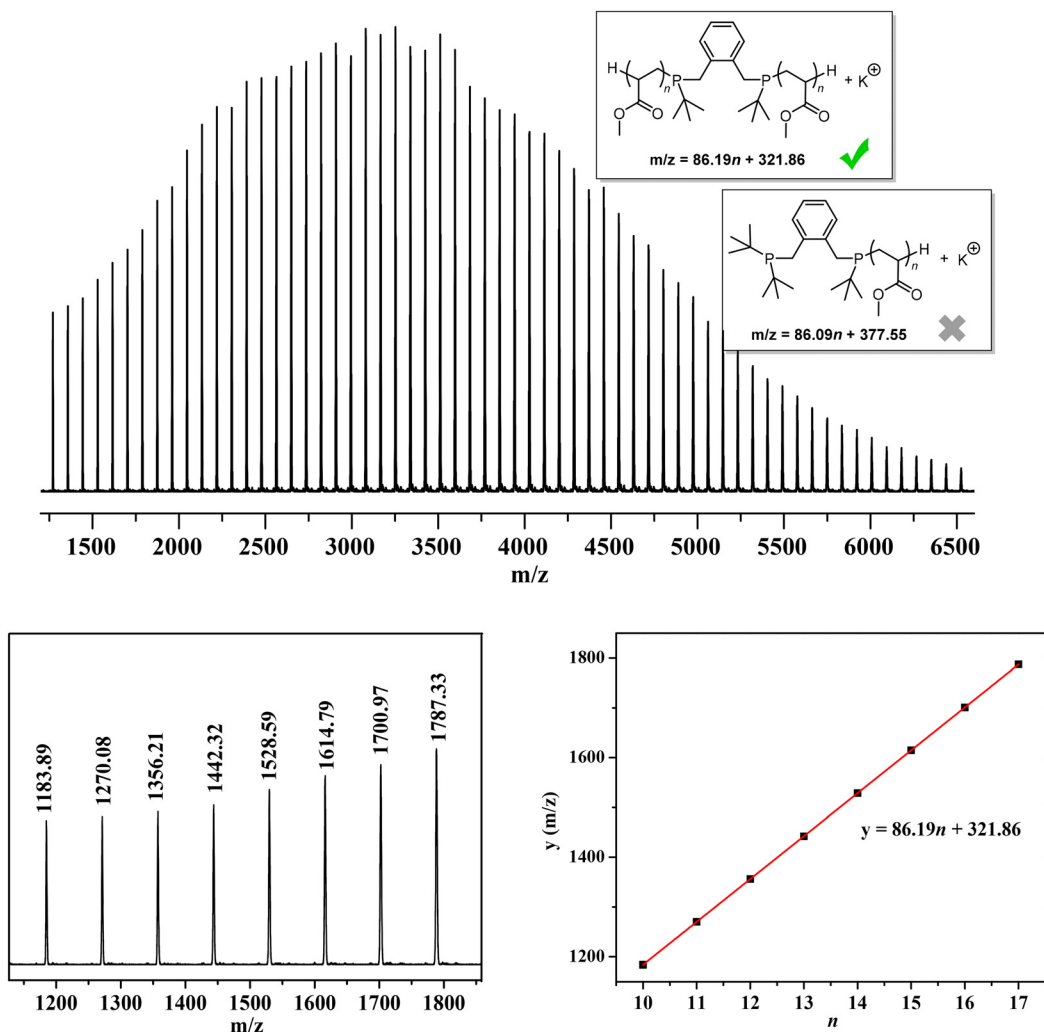 H
n
P
P
n
H
+ K⊕
O
O
O
O
m/z = 86.19n + 321.86
P
P
n
H
+ K⊕
O
O
m/z = 86.09n + 377.55
1500 2000 2500 3000 3500 4000 4500 5000 5500 6000 6500
m/z
1183.89
1270.08
1356.21
1442.32
1528.59
1614.79
1700.97
1787.33
1200 1300 1400 1500 1600 1700 1800
m/z
y (m/z)
1800
1600
1400
1200
y = 86.19n + 321.86
10 11 12 13 14 15 16 17
n